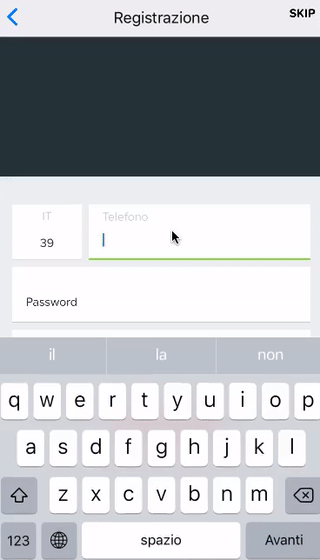 Registrazione
SKIP
IT
Telefono
39
Password
il la non
q w e r t y u i o p
a s d f g h j k l
z x c v b n m
123 spazio Avanti